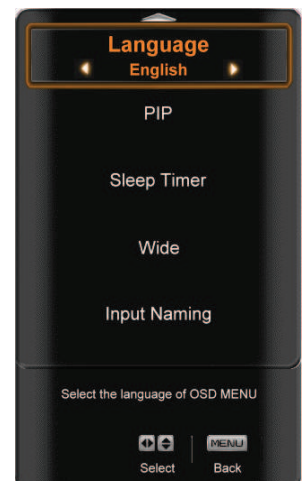 Language
English
PIP
Sleep Timer
Wide
Input Naming
Select the language of OSD MENU
MENU
Select Back